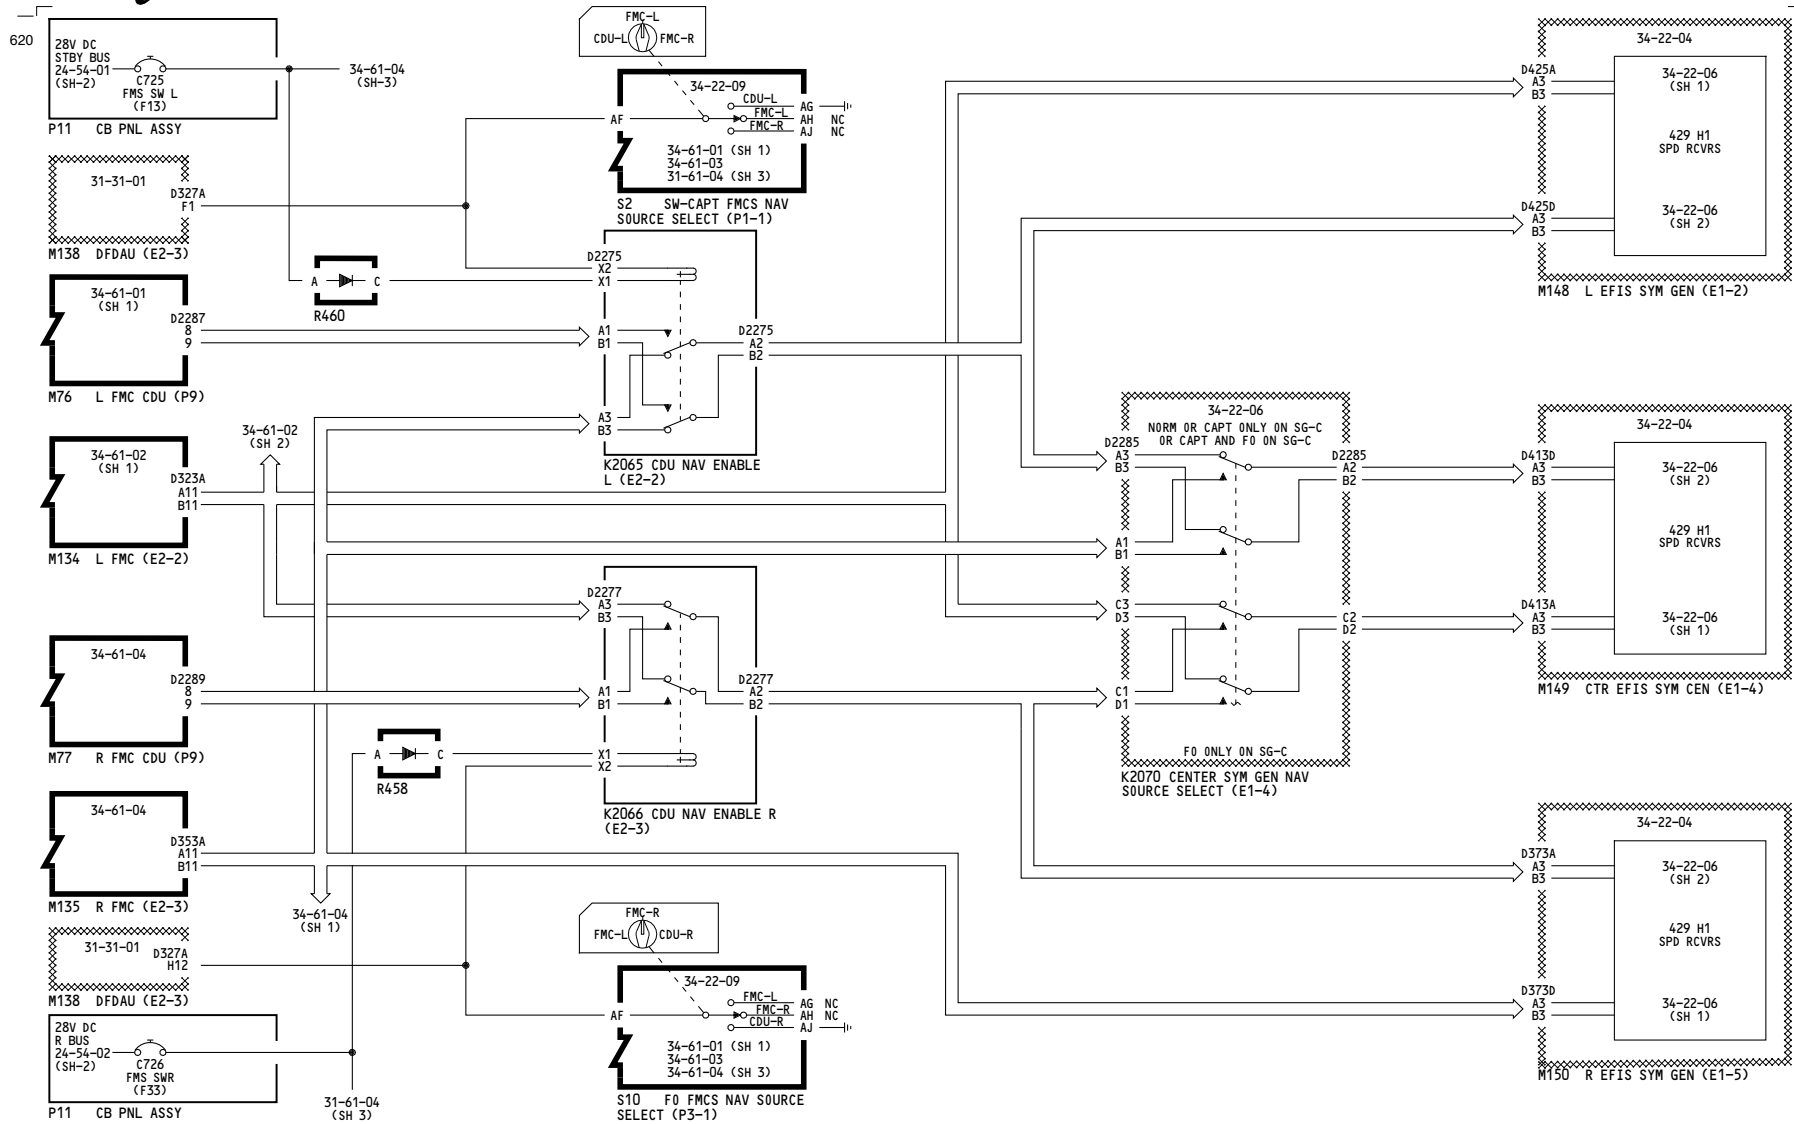 620
28V DC
STBY BUS
24-54-01
(SH-2)
C725
FMS SW L
(F13)
P11 CB PNL ASSY
34-61-04
(SH-3)
31-31-01
D327A
F1
M138 DFDAU (E2-3)
34-61-01
(SH 1)
D2287
8
9
M76 L FMC CDU (P9)
A C
R460
34-61-02
(SH 1)
D323A
A11
B11
M134 L FMC (E2-2)
34-61-02
(SH 2)
34-61-04
D2289
8
9
M77 R FMC CDU (P9)
A C
R458
34-61-04
D353A
A11
B11
M135 R FMC (E2-3)
34-61-04
(SH 1)
31-31-01
D327A
H12
M138 DFDAU (E2-3)
28V DC
R BUS
24-54-02
(SH-2)
C726
FMS SWR
(F33)
P11 CB PNL ASSY
31-61-04
(SH 3)
FMC-L
CDU-L FMC-R
34-22-09
CDU-L AG
AF FMC-L AH NC
FMC-R AJ NC
34-61-01 (SH 1)
34-61-03
31-61-04 (SH 3)
S2 SW-CAPT FMCS NAV
SOURCE SELECT (P1-1)
D2275
X2
X1
A1
B1
D2275
A2
B2
A3
B3
K2065 CDU NAV ENABLE
L (E2-2)
D2277
A3
B3
A1
B1
D2277
A2
B2
X1
X2
K2066 CDU NAV ENABLE R
(E2-3)
FMC-R
FMC-L CDU-R
34-22-09
FMC-L AG NC
AF FMC-R AH NC
CDU-R AJ
34-61-01 (SH 1)
34-61-03
34-61-04 (SH 3)
S10 FO FMCS NAV SOURCE
SELECT (P3-1)
34-22-06
NORM OR CAPT ONLY ON SG-C
OR CAPT AND FO ON SG-C
D2285
A3
B3
D2285
A2
B2
A1
B1
C3
D3
C2
D2
C1
D1
FO ONLY ON SG-C
K2070 CENTER SYM GEN NAV
SOURCE SELECT (E1-4)
34-22-04
D425A
A3
B3
34-22-06
(SH 1)
429 H1
SPD RCVRS
D425D
A3
B3
34-22-06
(SH 2)
M148 L EFIS SYM GEN (E1-2)
34-22-04
D413D
A3
B3
34-22-06
(SH 2)
429 H1
SPD RCVRS
D413A
A3
B3
34-22-06
(SH 1)
M149 CTR EFIS SYM CEN (E1-4)
34-22-04
D373A
A3
B3
34-22-06
(SH 2)
429 H1
SPD RCVRS
D373D
A3
B3
34-22-06
(SH 1)
M150 R EFIS SYM GEN (E1-5)